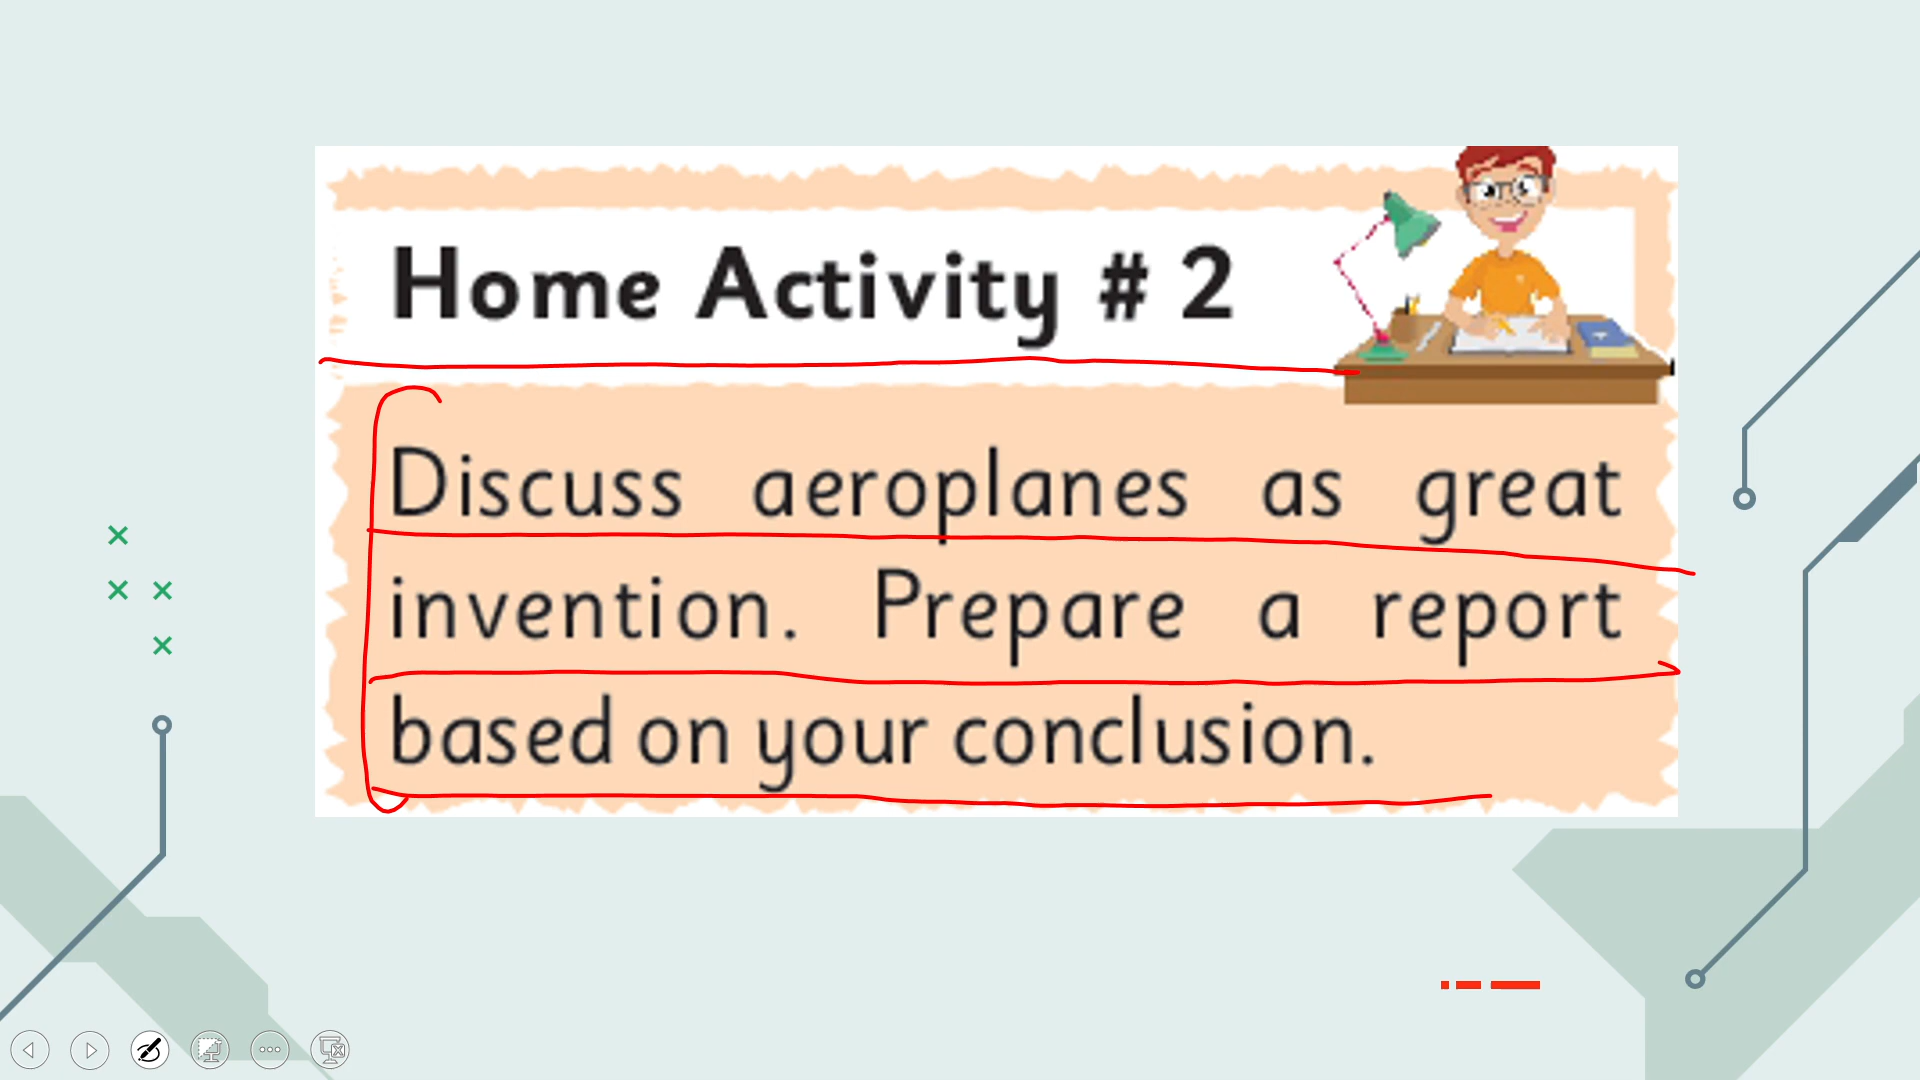 Home Activity # 2
Discuss aeroplanes as great
invention. Prepare a report
based on your conclusion.